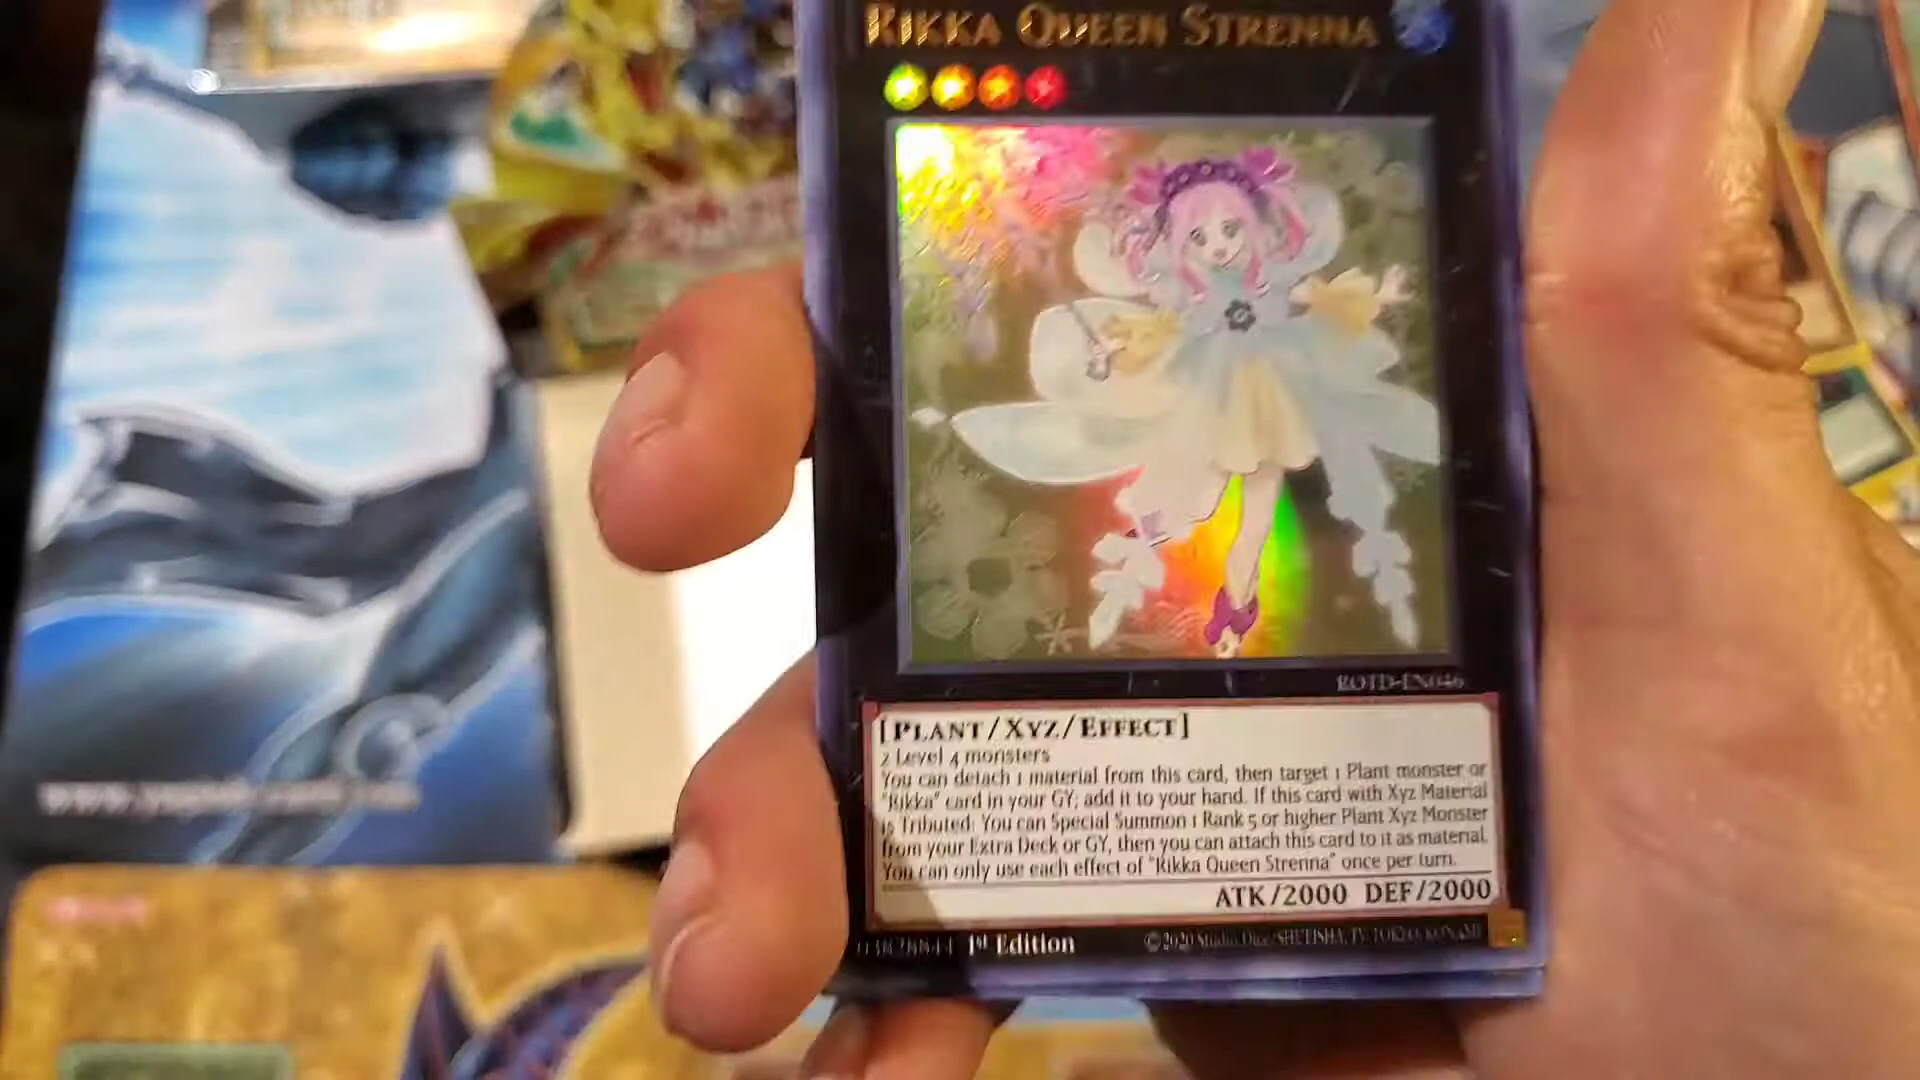 RIKKA QUEEN STRENNA
ROTD-EN046
[PLANT/XYZ/EFFECT]
2 Level 4 monsters
You can detach 1 material from this card, then target 1 Plant monster or
"Rikka" card in your GY; add it to your hand. If this card with Xyz Material
is Tributed: You can Special Summon 1 Rank 5 or higher Plant Xyz Monster
from your Extra Deck or GY, then you can attach this card to it as material.
You can only use each effect of "Rikka Queen Strenna" once per turn.
ATK/2000 DEF/2000
1st Edition
©2020 Studio Dice/SHUEISHA, TV TOKYO, KONAMI